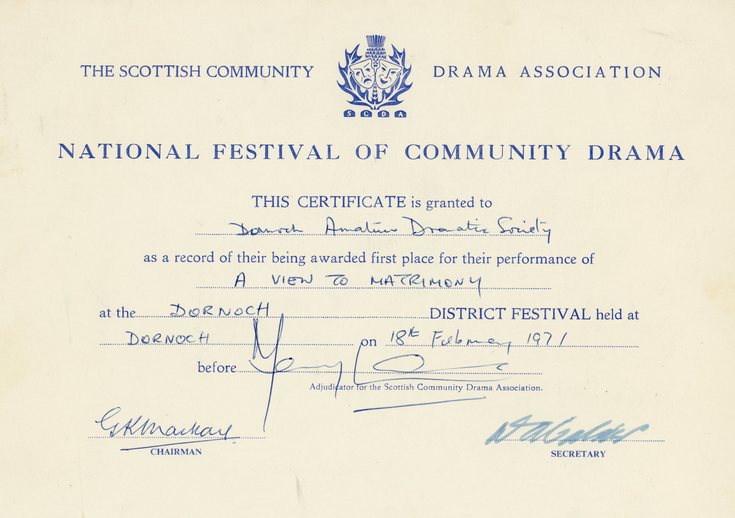 THE SCOTTISH COMMUNITY DRAMA ASSOCIATION
SCDA
NATIONAL FESTIVAL OF COMMUNITY DRAMA
THIS CERTIFICATE is granted to
Dornoch Amateur Dramatic Society
as a record of their being awarded first place for their performance of
A VIEW TO MATRIMONY
at the DORNOCH DISTRICT FESTIVAL held at
DORNOCH on 18th February 1971
before
Adjudicator for the Scottish Community Drama Association.
GKMackay
CHAIRMAN
SECRETARY